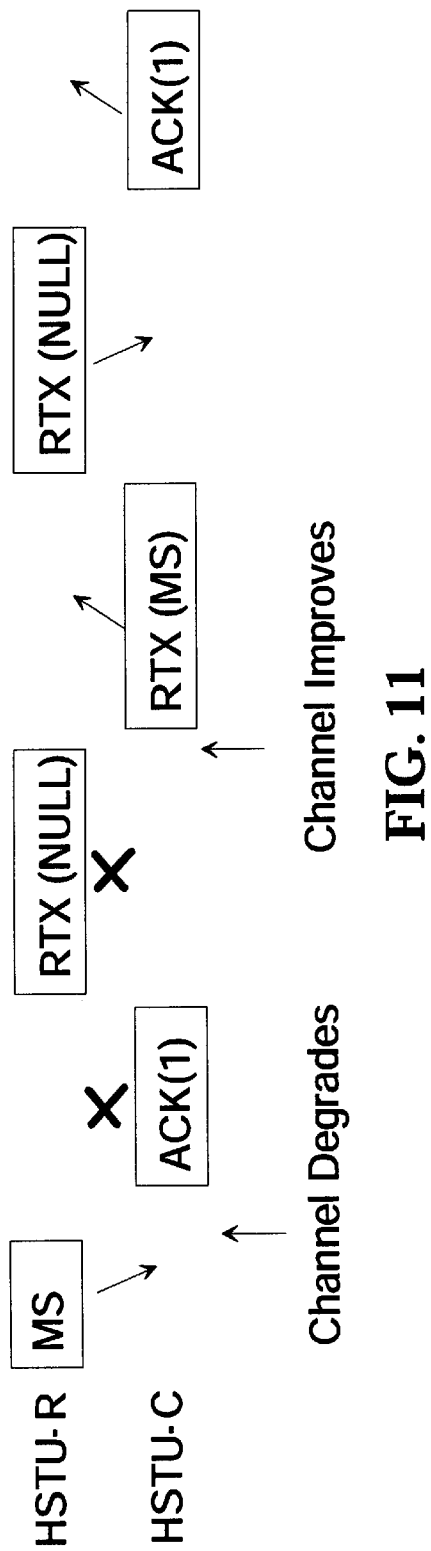 HSTU-R
MS
RTX (NULL)
RTX (NULL)
HSTU-C
ACK(1)
RTX (MS)
ACK(1)
Channel Degrades
Channel Improves
FIG. 11